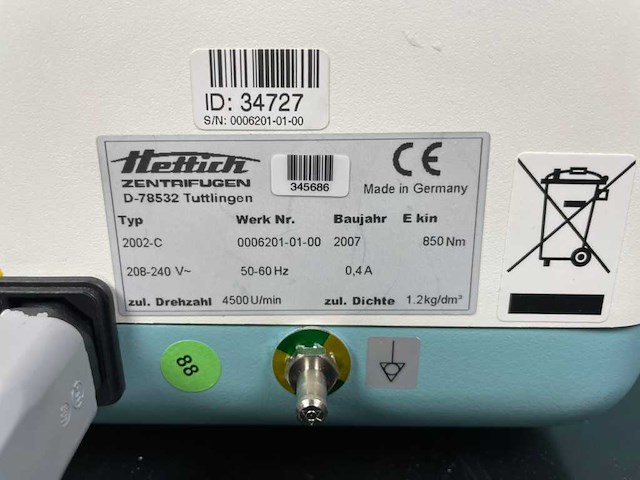 ID: 34727
S/N: 0006201-01-00
Hettich
ZENTRIFUGEN
D-78532 Tuttlingen
345686
CE
Made in Germany
Typ Werk Nr. Baujahr E kin
2002-C 0006201-01-00 2007 850 Nm
208-240 V~ 50-60 Hz 0,4 A
zul. Drehzahl 4500 U/min zul. Dichte 1.2kg/dm³
88